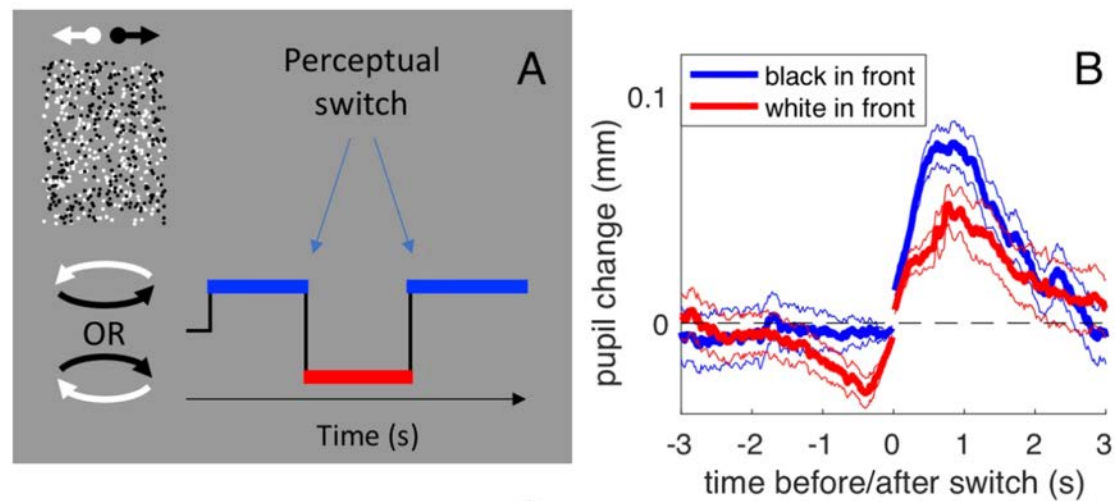 A
Perceptual
switch
OR
Time (s)
B
black in front
white in front
0.1
0
pupil change (mm)
-3 -2 -1 0 1 2 3
time before/after switch (s)